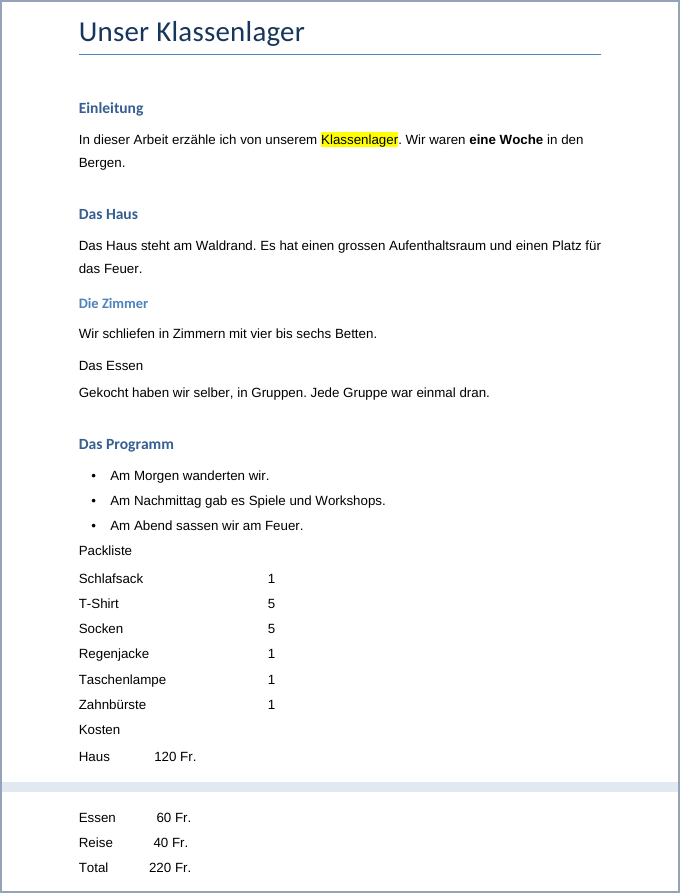 Unser Klassenlager
Einleitung
In dieser Arbeit erzähle ich von unserem Klassenlager. Wir waren eine Woche in den
Bergen.
Das Haus
Das Haus steht am Waldrand. Es hat einen grossen Aufenthaltsraum und einen Platz für
das Feuer.
Die Zimmer
Wir schliefen in Zimmern mit vier bis sechs Betten.
Das Essen
Gekocht haben wir selber, in Gruppen. Jede Gruppe war einmal dran.
Das Programm
• Am Morgen wanderten wir.
• Am Nachmittag gab es Spiele und Workshops.
• Am Abend sassen wir am Feuer.
Packliste
Schlafsack 1
T-Shirt 5
Socken 5
Regenjacke 1
Taschenlampe 1
Zahnbürste 1
Kosten
Haus 120 Fr.
Essen 60 Fr.
Reise 40 Fr.
Total 220 Fr.